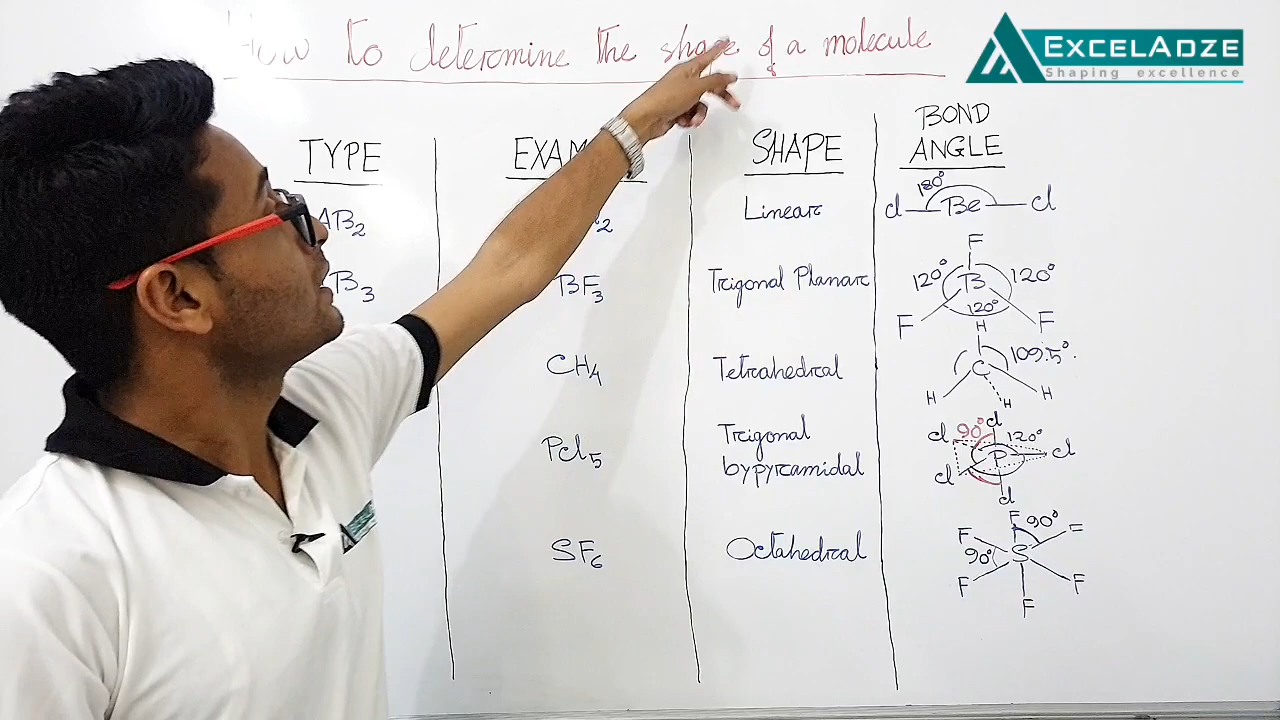 How to determine the shape of a molecule
EXCELADZE
Shaping excellence
TYPE
SHAPE
BOND
ANGLE
AB2
Linear
180°
Cl Be Cl
BF3
Trigonal Planar
F
120° B 120°
120°
F F
CH4
Tetrahedral
H
C 109.5°
H H H
PCl5
Trigonal
bypyramidal
90° Cl
Cl 120°
P Cl
Cl
Cl
SF6
Octahedral
F 90°
F F
90° S
F F
F